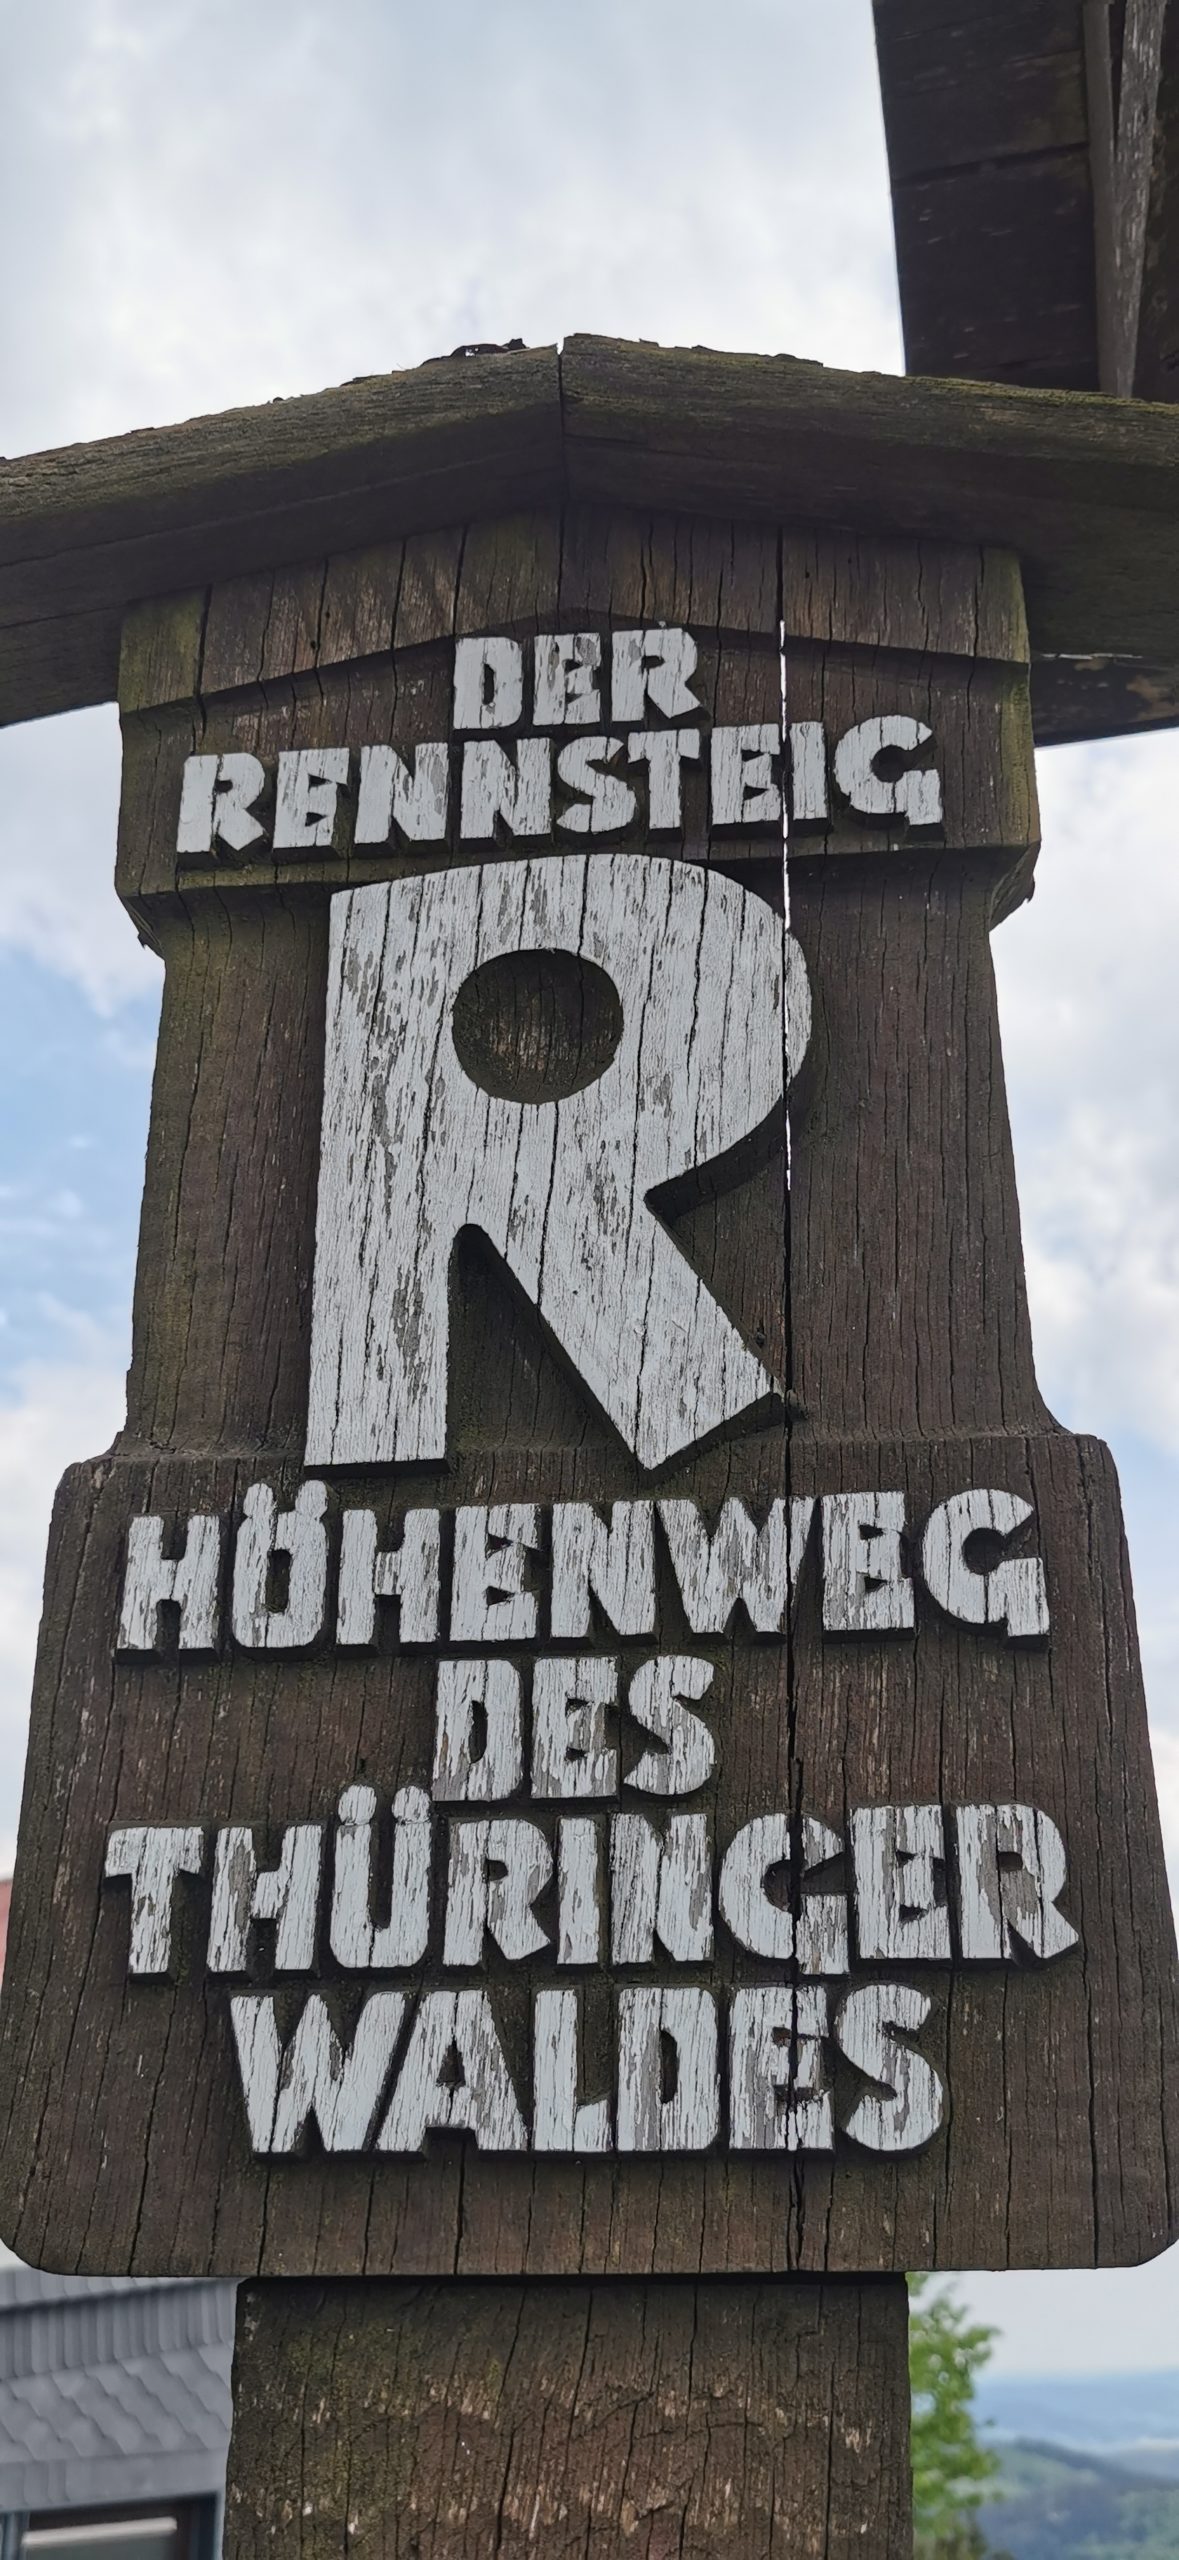 DER
RENNSTEIG
R
HÖHENWEG
DES
THÜRINGER
WALDES